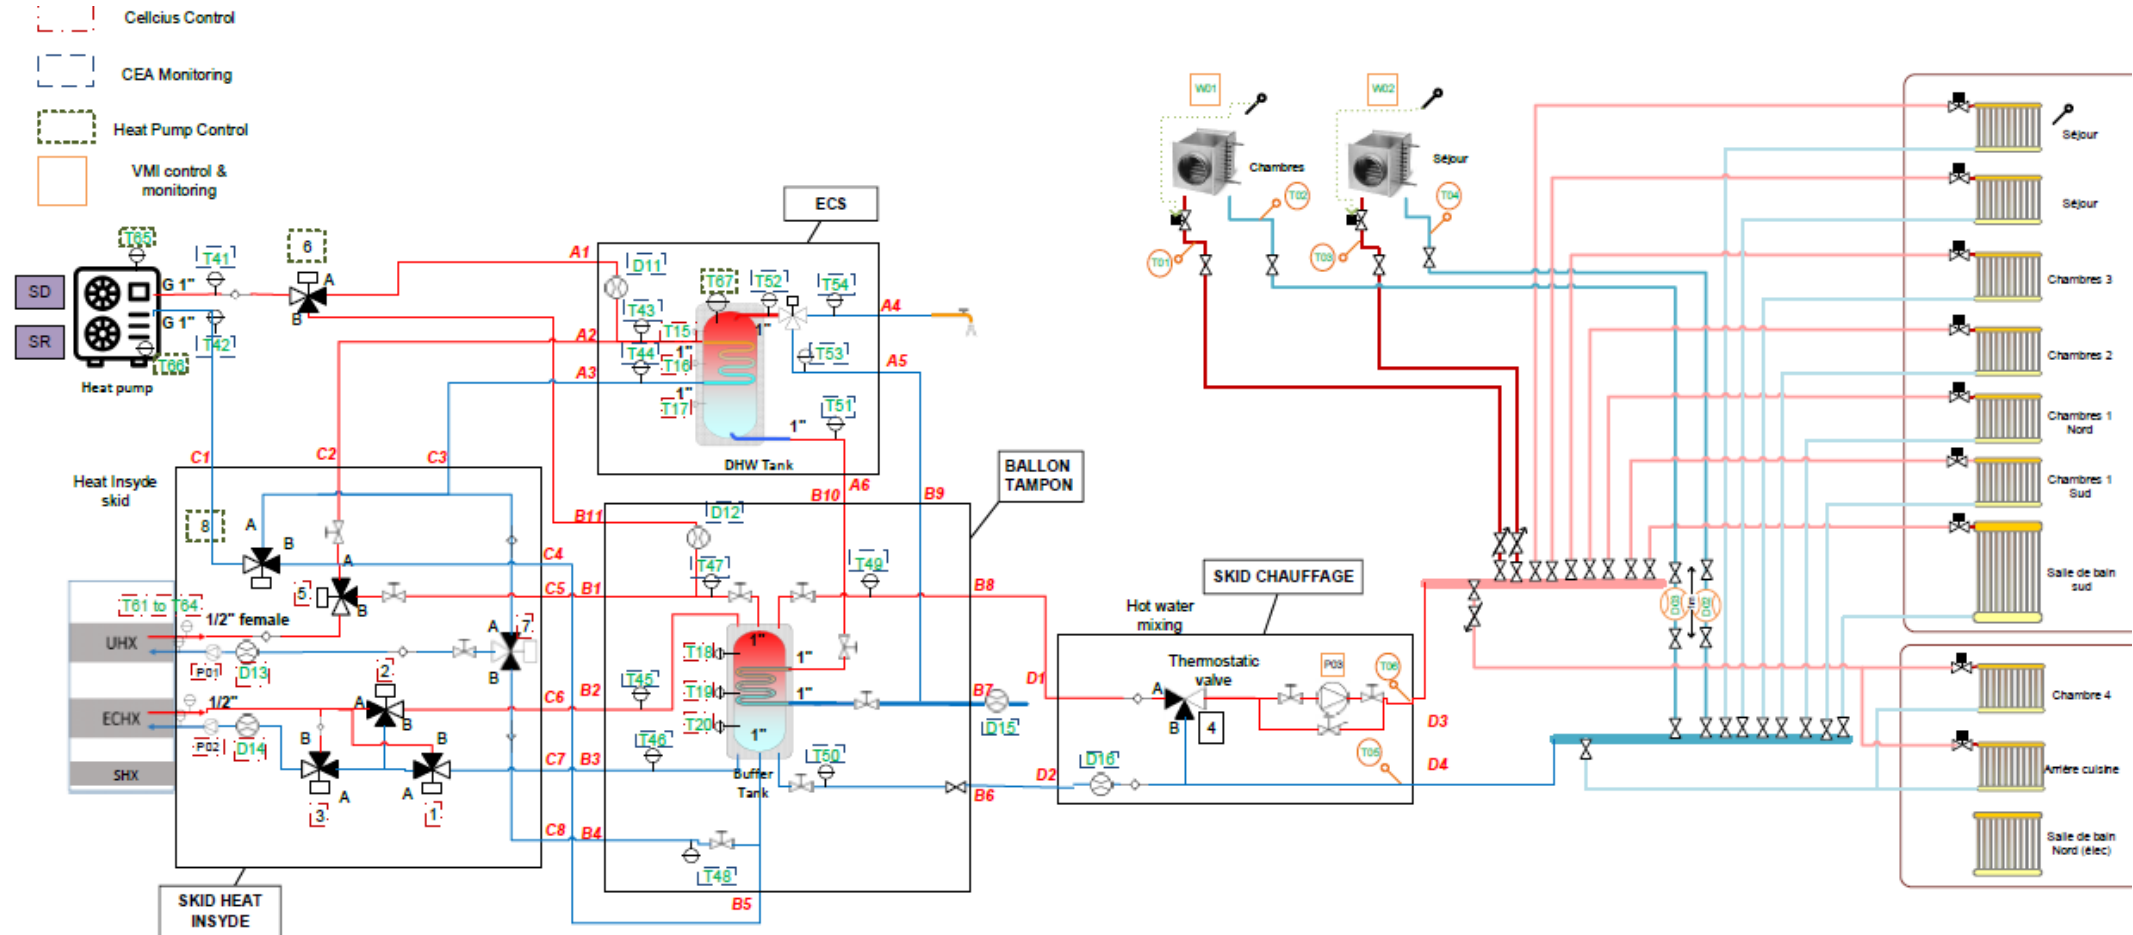 Cellcius Control
CEA Monitoring
Heat Pump Control
VMI control &
monitoring
SD
SR
T65
T41
G 1"
G 1"
T42
T66
Heat pump
6
A
B
A1
A2
A3
ECS
D11
T67
T52
T54
A4
T43
T15
1"
T44
1"
T16
T53
A5
1"
T17
T51
1"
DHW Tank
A6
C1
C2
C3
Heat Insyde
skid
8
A
B
A
5
B
C4
C5
T61 to T64
1/2" female
UHX
P01
D13
A
7
B
2
1/2"
A
B
C6
ECHX
P02
D14
B
B
SHX
A
A
3
1
C7
C8
SKID HEAT
INSYDE
BALLON
TAMPON
B10
B9
B11
D12
T47
T49
B1
B8
T18
1"
T45
T19
1"
1"
B2
B7
T20
1"
D15
T46
B3
Buffer
Tank
T50
B6
B4
T48
B5
SKID CHAUFFAGE
Hot water
mixing
D1
Thermostatic
valve
P03
T06
A
B
4
D3
D2
D16
T05
D4
W01
W02
Chambres
Séjour
T02
T04
T01
T03
D03
D02
Séjour
Séjour
Chambres 3
Chambres 2
Chambres 1
Nord
Chambres 1
Sud
Salle de bain
sud
Chambre 4
Arrière cuisine
Salle de bain
Nord (élec)